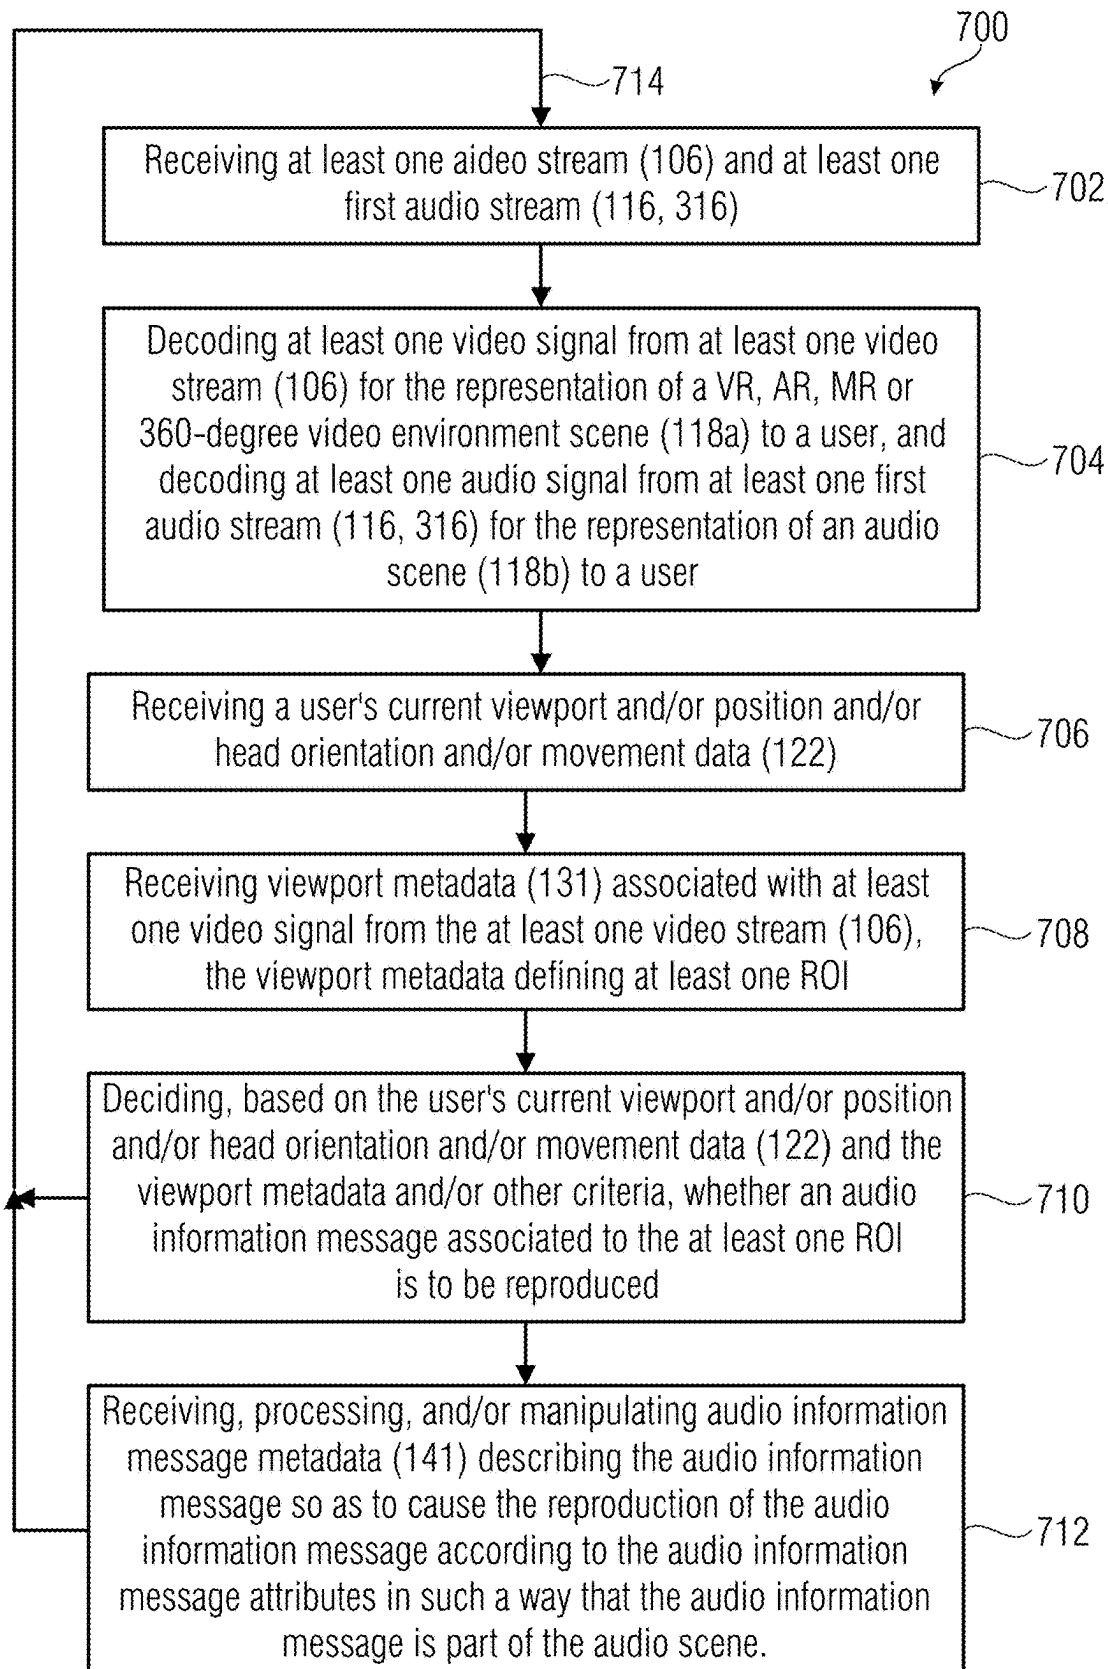 700
714
Receiving at least one aideo stream (106) and at least one
first audio stream (116, 316)
702
Decoding at least one video signal from at least one video
stream (106) for the representation of a VR, AR, MR or
360-degree video environment scene (118a) to a user, and
decoding at least one audio signal from at least one first
audio stream (116, 316) for the representation of an audio
scene (118b) to a user
704
Receiving a user's current viewport and/or position and/or
head orientation and/or movement data (122)
706
Receiving viewport metadata (131) associated with at least
one video signal from the at least one video stream (106),
the viewport metadata defining at least one ROI
708
Deciding, based on the user's current viewport and/or position
and/or head orientation and/or movement data (122) and the
viewport metadata and/or other criteria, whether an audio
information message associated to the at least one ROI
is to be reproduced
710
Receiving, processing, and/or manipulating audio information
message metadata (141) describing the audio information
message so as to cause the reproduction of the audio
information message according to the audio information
message attributes in such a way that the audio information
message is part of the audio scene.
712